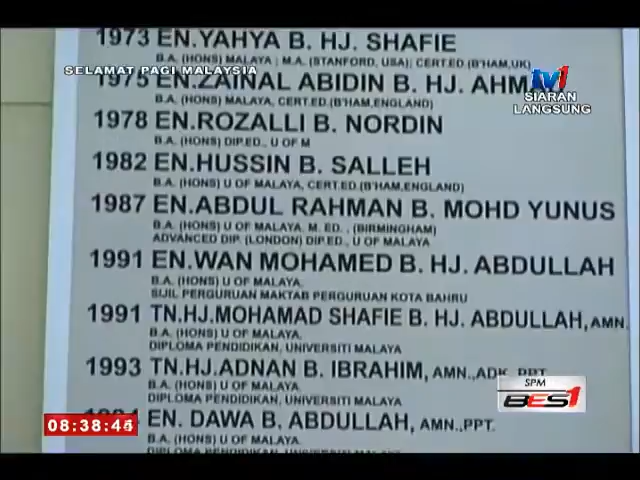 1973 EN.YAHYA B. HJ. SHAFIE
B.A. (HONS) MALAYA ; M.A. (STANFORD, USA); CERT.ED (B'HAM,UK)
SELAMAT PAGI MALAYSIA
tv1
SIARAN
LANGSUNG
1975 EN.ZAINAL ABIDIN B. HJ. AHMA
B.A. (HONS) MALAYA, CERT.ED.(B'HAM,ENGLAND)
1978 EN.ROZALLI B. NORDIN
B.A. (HONS) DIP.ED., U OF M
1982 EN.HUSSIN B. SALLEH
B.A. (HONS) U OF MALAYA, CERT.ED.(B'HAM,ENGLAND)
1987 EN.ABDUL RAHMAN B. MOHD YUNUS
B.A. (HONS) U OF MALAYA. M. ED. , (BIRMINGHAM)
ADVANCED DIP. (LONDON) DIP.ED., U OF MALAYA
1991 EN.WAN MOHAMED B. HJ. ABDULLAH
B.A. (HONS) U OF MALAYA.
SIJIL PERGURUAN MAKTAB PERGURUAN KOTA BAHRU
1991 TN.HJ.MOHAMAD SHAFIE B. HJ. ABDULLAH, AMN.
B.A. (HONS) U OF MALAYA.
DIPLOMA PENDIDIKAN, UNIVERSITI MALAYA
1993 TN.HJ.ADNAN B. IBRAHIM, AMN.,ADK. PPT.
B.A. (HONS) U OF MALAYA.
DIPLOMA PENDIDIKAN, UNIVERSITI MALAYA
SPM
BES1
EN. DAWA B. ABDULLAH, AMN.,PPT.
B.A. (HONS) U OF MALAYA.
DIPLOMA PENDIDIKAN, UNIVERSITI MALAYA